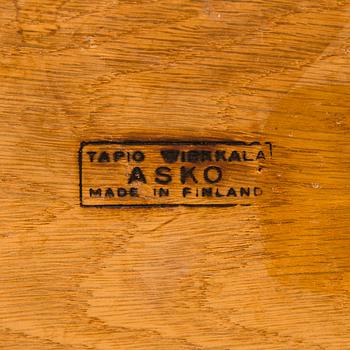 TAPIO WIRKKALA
ASKO
MADE IN FINLAND